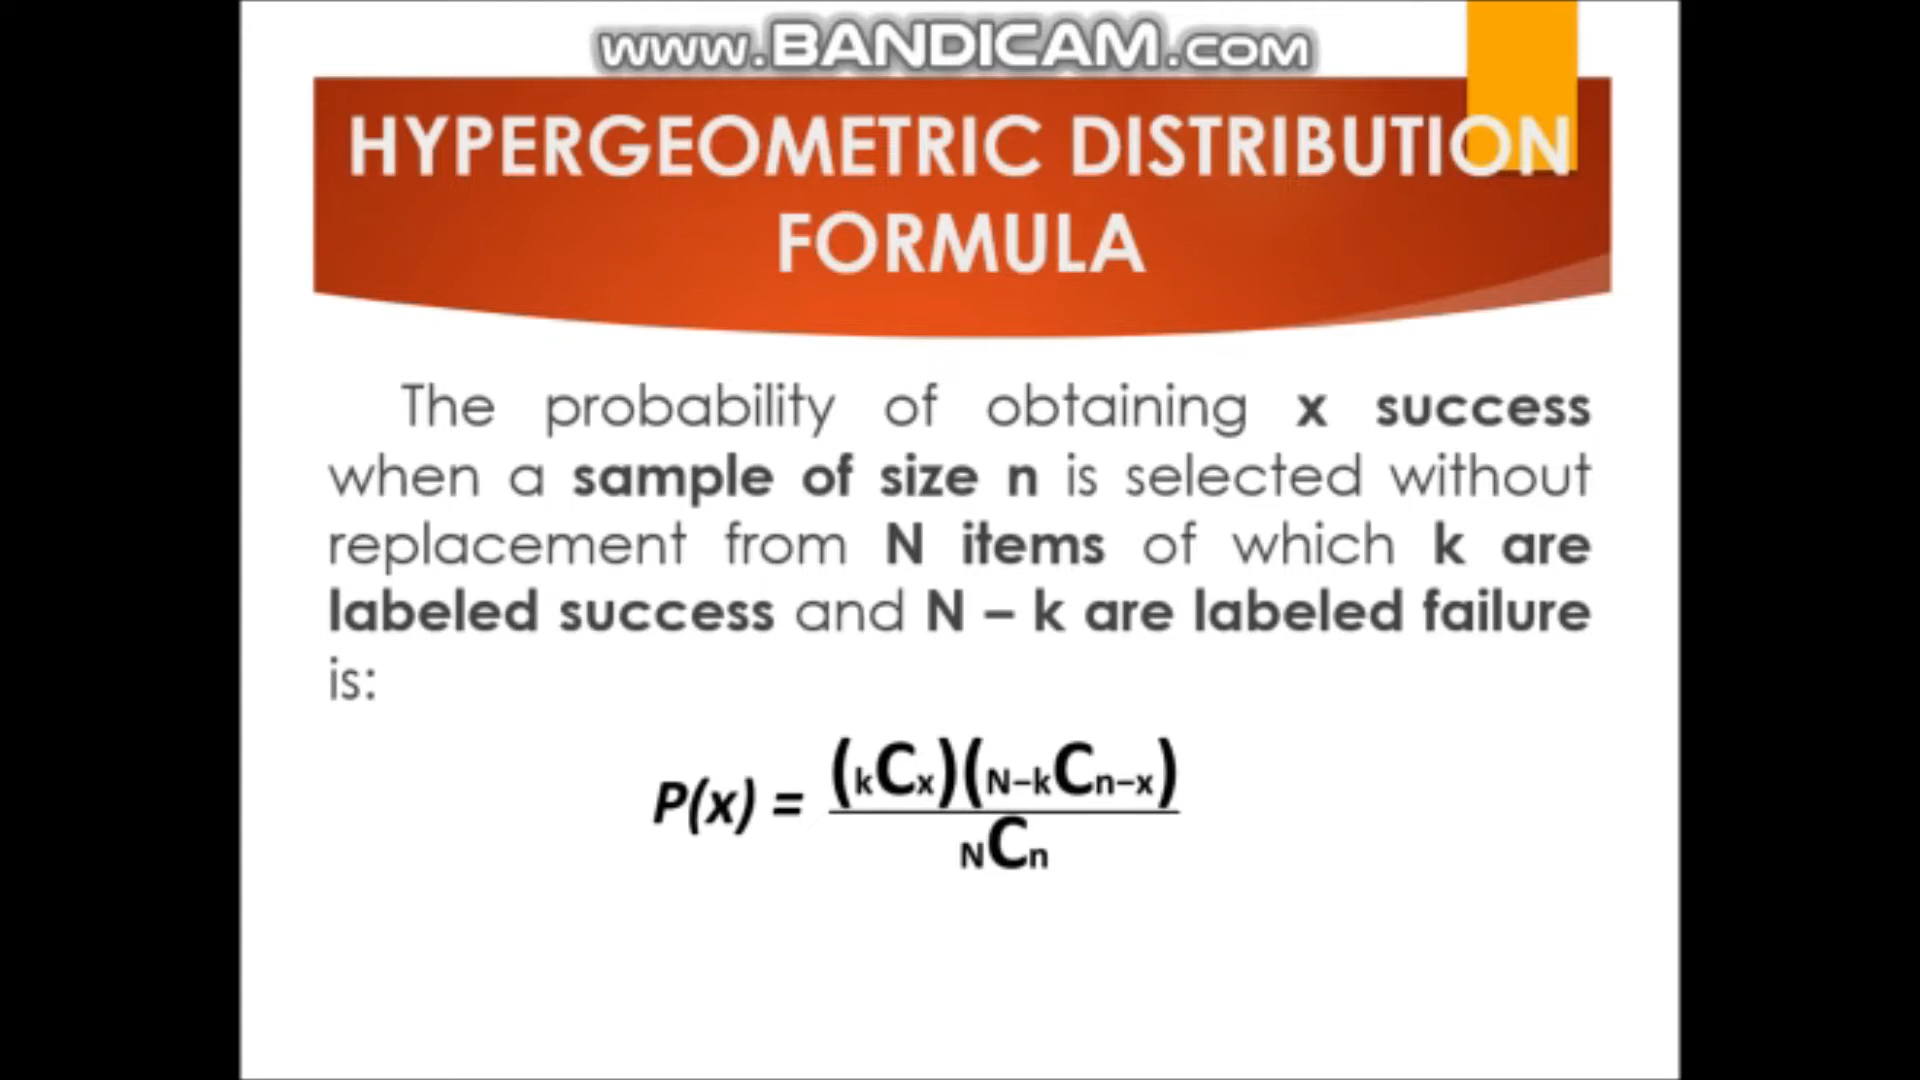 www.BANDICAM.com
HYPERGEOMETRIC DISTRIBUTION
FORMULA
The probability of obtaining x success
when a sample of size n is selected without
replacement from N items of which k are
labeled success and N – k are labeled failure
is:
P(x) = (kCx)(N−kCn−x)
NCn